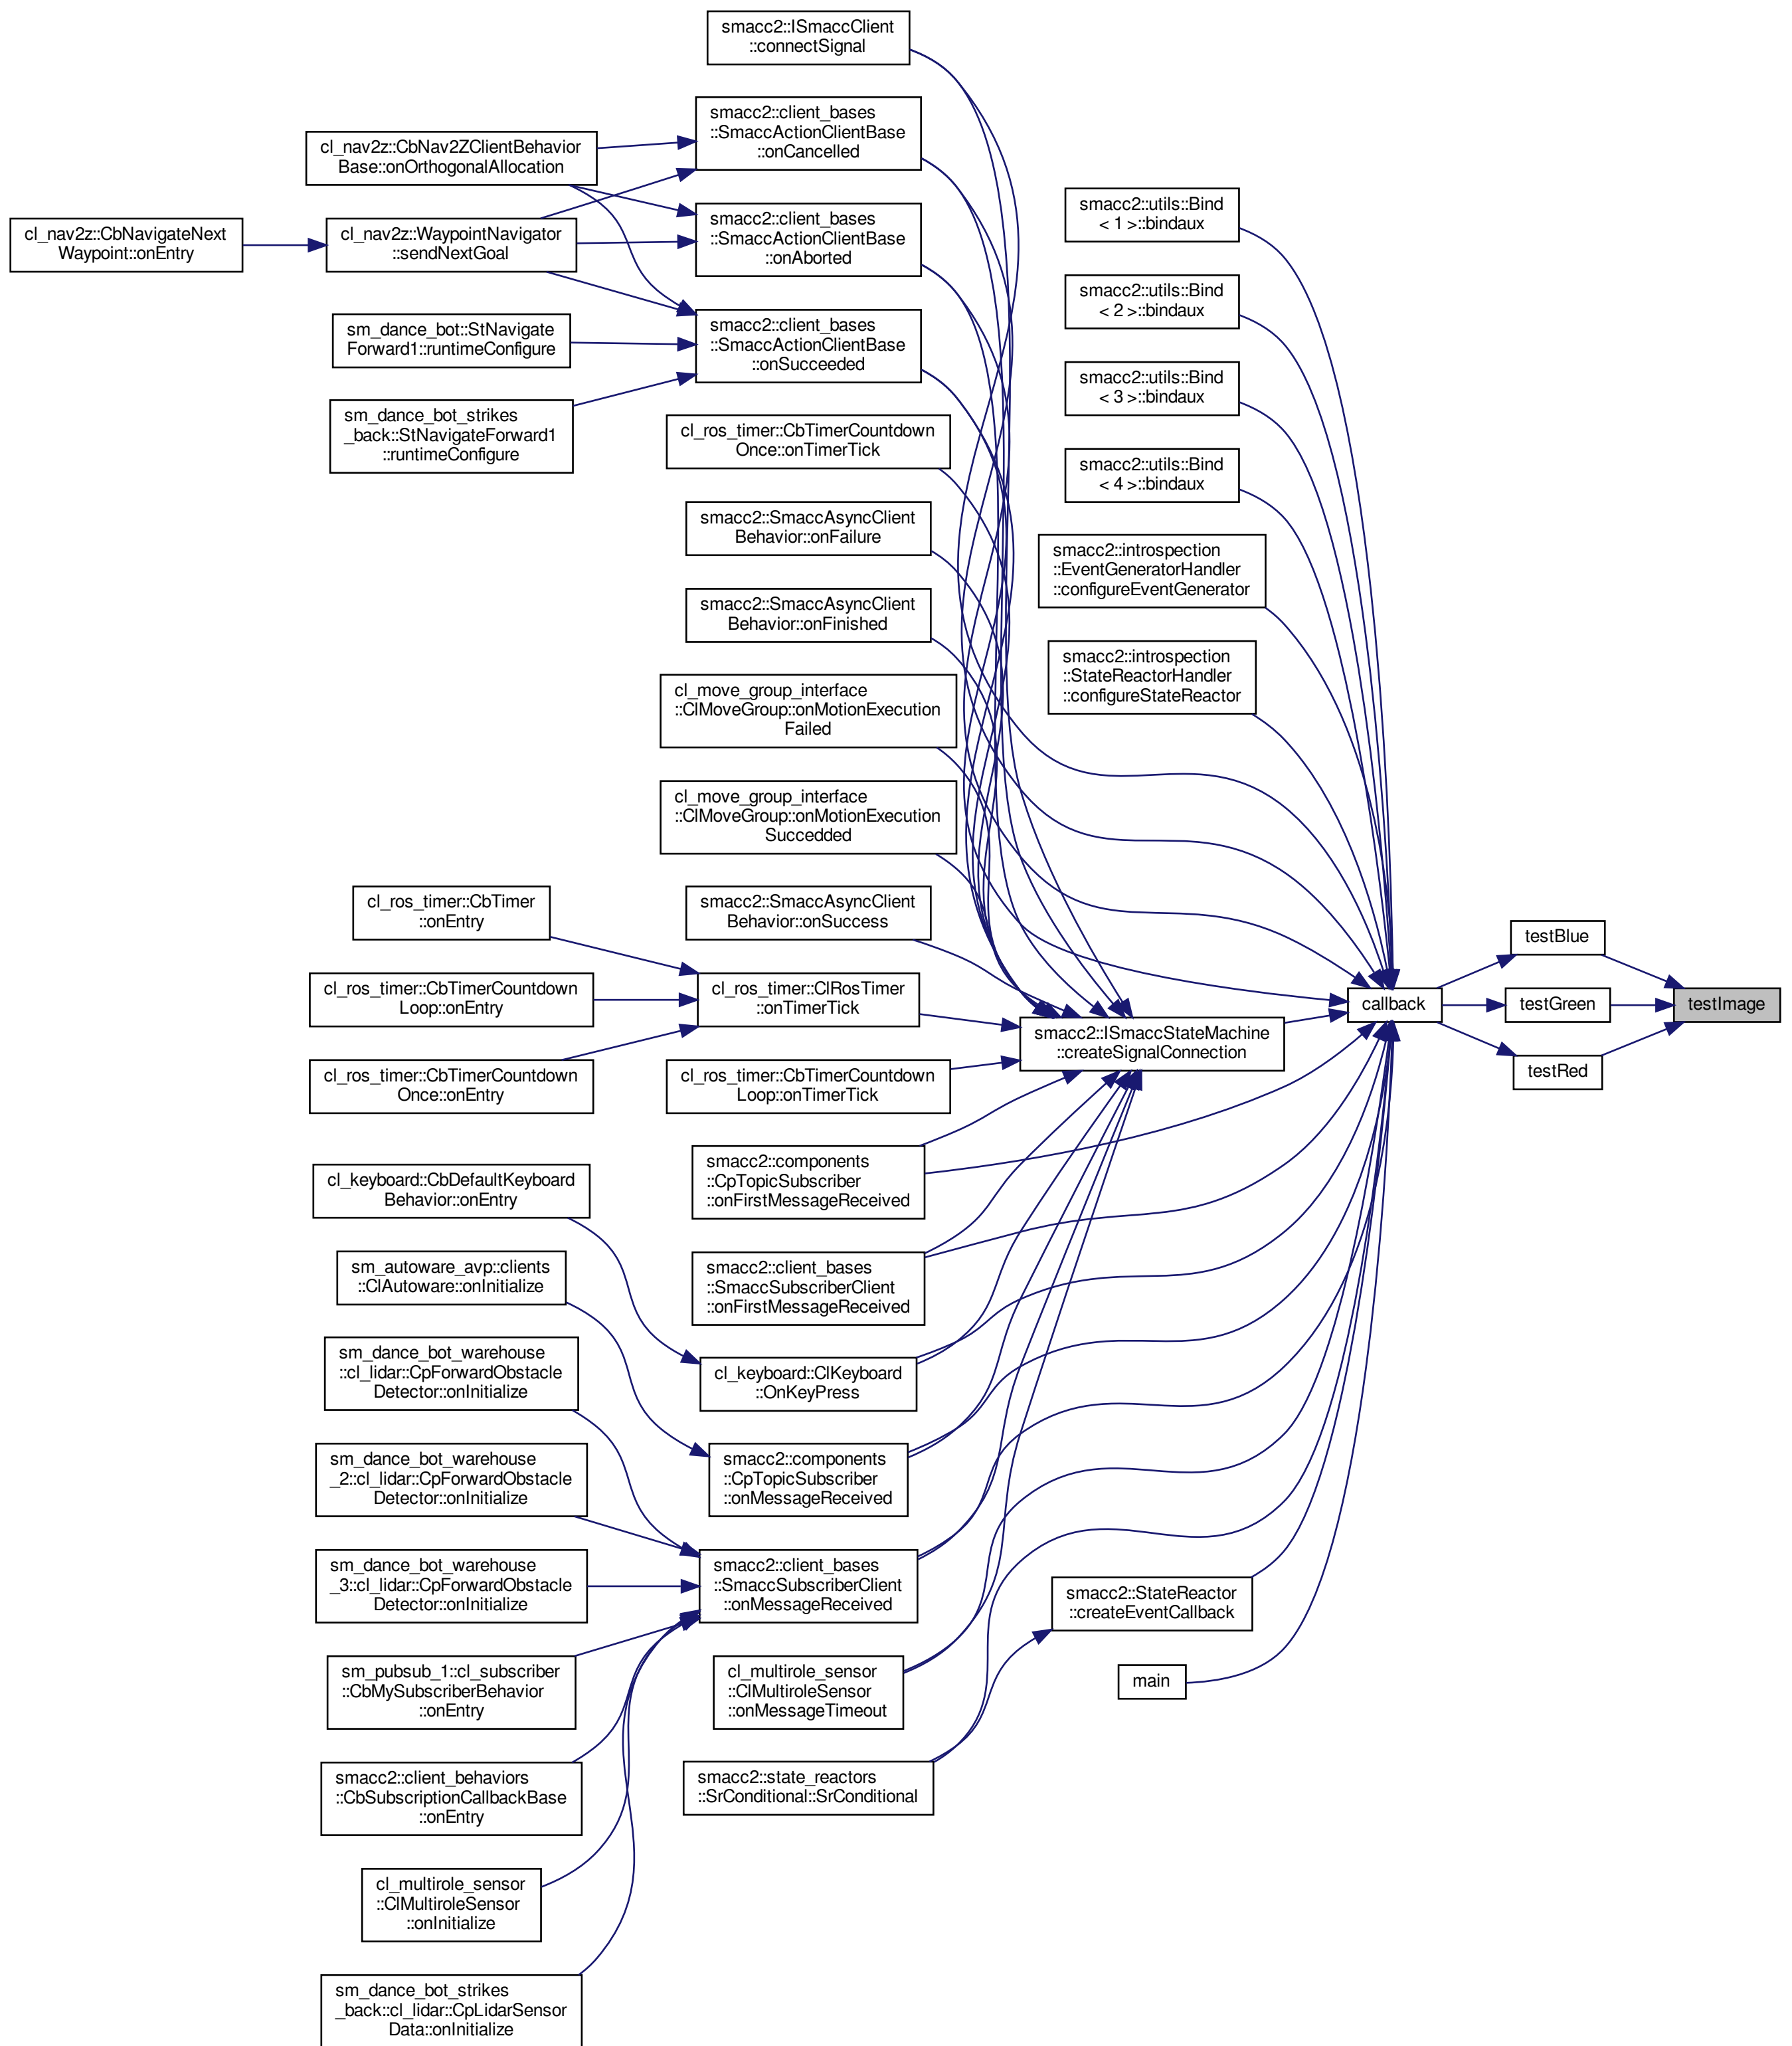 smacc2::ISmaccClient
::connectSignal
smacc2::client_bases
::SmaccActionClientBase
::onCancelled
cl_nav2z::CbNav2ZClientBehavior
Base::onOrthogonalAllocation
smacc2::client_bases
::SmaccActionClientBase
::onAborted
cl_nav2z::CbNavigateNext
Waypoint::onEntry
cl_nav2z::WaypointNavigator
::sendNextGoal
smacc2::client_bases
::SmaccActionClientBase
::onSucceeded
sm_dance_bot::StNavigate
Forward1::runtimeConfigure
sm_dance_bot_strikes
_back::StNavigateForward1
::runtimeConfigure
cl_ros_timer::CbTimerCountdown
Once::onTimerTick
smacc2::SmaccAsyncClient
Behavior::onFailure
smacc2::SmaccAsyncClient
Behavior::onFinished
cl_move_group_interface
::ClMoveGroup::onMotionExecution
Failed
cl_move_group_interface
::ClMoveGroup::onMotionExecution
Succedded
smacc2::SmaccAsyncClient
Behavior::onSuccess
cl_ros_timer::CbTimer
::onEntry
cl_ros_timer::CbTimerCountdown
Loop::onEntry
cl_ros_timer::CbTimerCountdown
Once::onEntry
cl_ros_timer::ClRosTimer
::onTimerTick
cl_ros_timer::CbTimerCountdown
Loop::onTimerTick
smacc2::components
::CpTopicSubscriber
::onFirstMessageReceived
smacc2::client_bases
::SmaccSubscriberClient
::onFirstMessageReceived
cl_keyboard::CbDefaultKeyboard
Behavior::onEntry
cl_keyboard::ClKeyboard
::OnKeyPress
sm_autoware_avp::clients
::ClAutoware::onInitialize
smacc2::components
::CpTopicSubscriber
::onMessageReceived
sm_dance_bot_warehouse
::cl_lidar::CpForwardObstacle
Detector::onInitialize
sm_dance_bot_warehouse
_2::cl_lidar::CpForwardObstacle
Detector::onInitialize
sm_dance_bot_warehouse
_3::cl_lidar::CpForwardObstacle
Detector::onInitialize
smacc2::client_bases
::SmaccSubscriberClient
::onMessageReceived
sm_pubsub_1::cl_subscriber
::CbMySubscriberBehavior
::onEntry
smacc2::client_behaviors
::CbSubscriptionCallbackBase
::onEntry
cl_multirole_sensor
::ClMultiroleSensor
::onInitialize
sm_dance_bot_strikes
_back::cl_lidar::CpLidarSensor
Data::onInitialize
cl_multirole_sensor
::ClMultiroleSensor
::onMessageTimeout
smacc2::state_reactors
::SrConditional::SrConditional
smacc2::ISmaccStateMachine
::createSignalConnection
smacc2::utils::Bind
< 1 >::bindaux
smacc2::utils::Bind
< 2 >::bindaux
smacc2::utils::Bind
< 3 >::bindaux
smacc2::utils::Bind
< 4 >::bindaux
smacc2::introspection
::EventGeneratorHandler
::configureEventGenerator
smacc2::introspection
::StateReactorHandler
::configureStateReactor
smacc2::StateReactor
::createEventCallback
main
callback
testBlue
testGreen
testRed
testImage